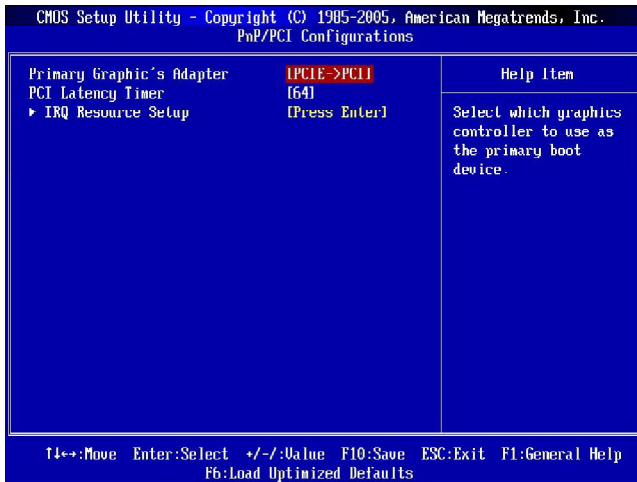 CMOS Setup Utility - Copyright (C) 1985-2005, American Megatrends, Inc.
PnP/PCI Configurations
Primary Graphic's Adapter [PCIE->PCI]
PCI Latency Timer [64]
▶ IRQ Resource Setup [Press Enter]
Help Item
Select which graphics
controller to use as
the primary boot
device.
↑↓←→:Move Enter:Select +/-/:Value F10:Save ESC:Exit F1:General Help
F6:Load Optimized Defaults